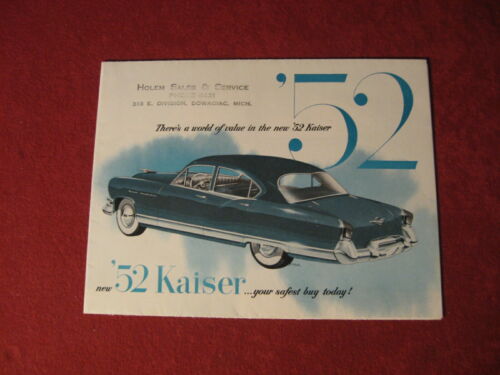 HOLEM SALES & SERVICE
315 E. DIVISION, DOWAGIAC, MICH.
'52
There's a world of value in the new '52 Kaiser
new '52 Kaiser ...your safest buy today!